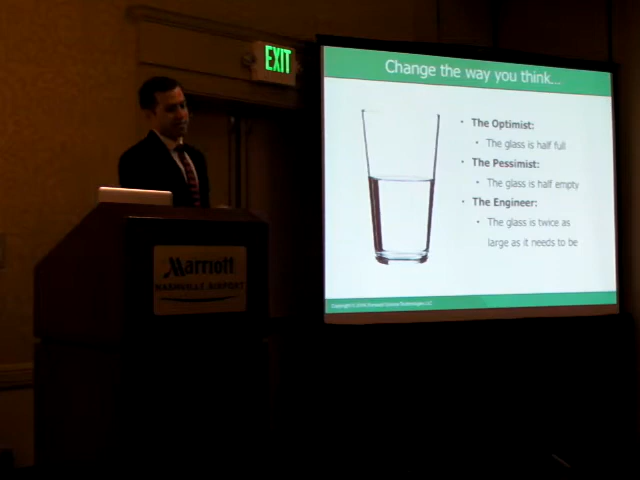 EXIT
Change the way you think...
• The Optimist:
• The glass is half full
• The Pessimist:
• The glass is half empty
• The Engineer:
• The glass is twice as
large as it needs to be
Marriott
NASHVILLE AIRPORT